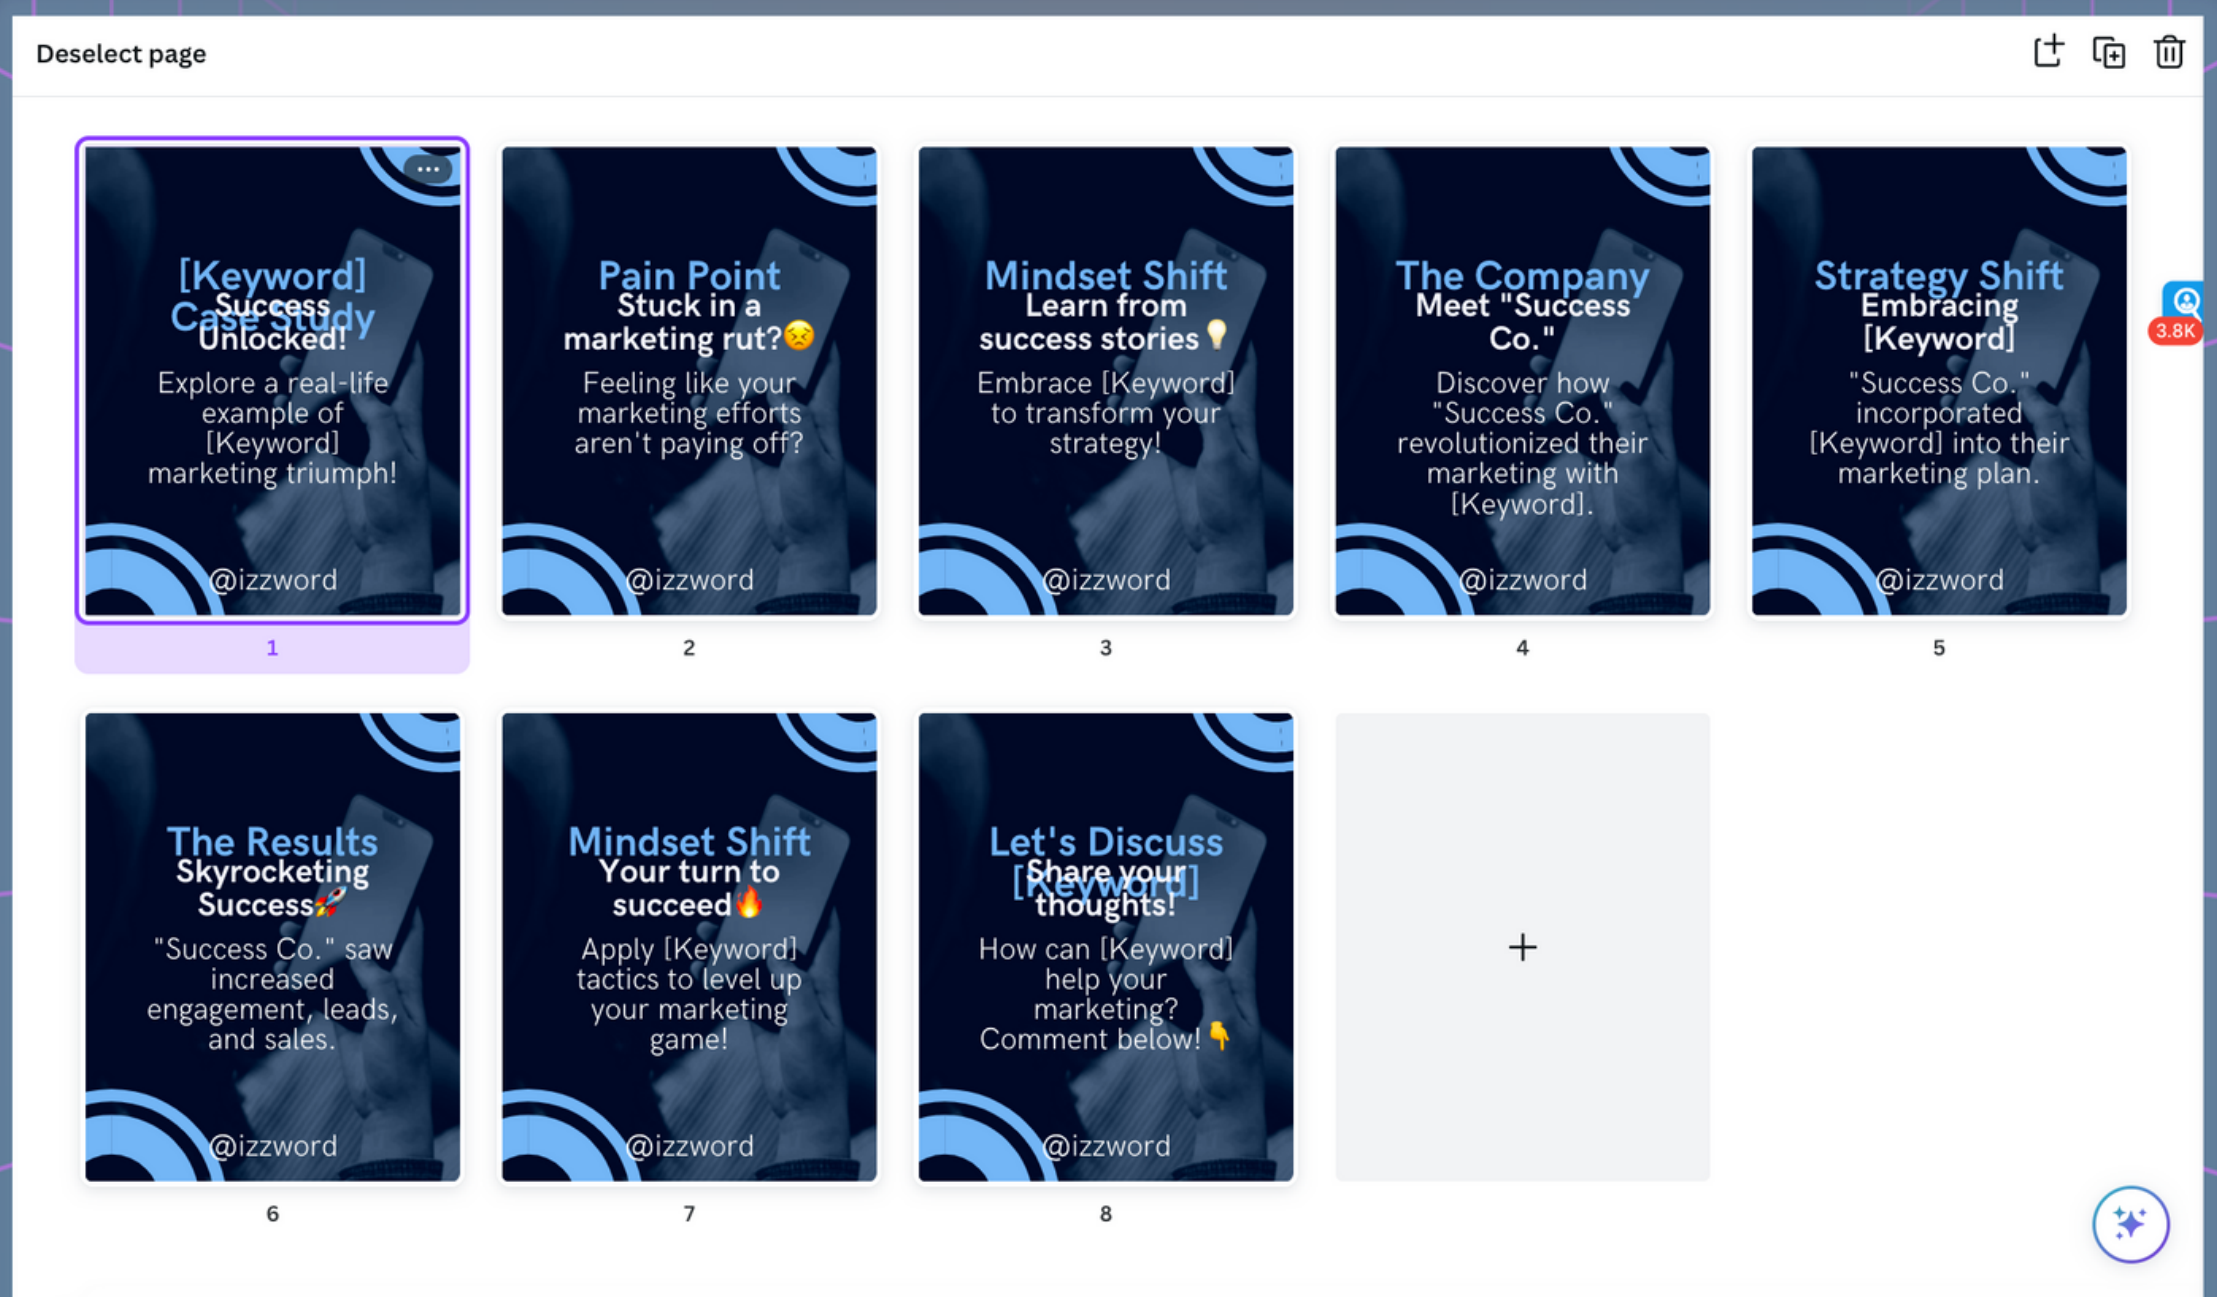 Deselect page
[Keyword]
Case Study
Success
Unlocked!
Explore a real-life
example of
[Keyword]
marketing triumph!
@izzword
1
Pain Point
Stuck in a
marketing rut?😣
Feeling like your
marketing efforts
aren't paying off?
@izzword
2
Mindset Shift
Learn from
success stories💡
Embrace [Keyword]
to transform your
strategy!
@izzword
3
The Company
Meet "Success
Co."
Discover how
"Success Co."
revolutionized their
marketing with
[Keyword].
@izzword
4
Strategy Shift
Embracing
[Keyword]
"Success Co."
incorporated
[Keyword] into their
marketing plan.
@izzword
5
3.8K
The Results
Skyrocketing
Success🚀
"Success Co." saw
increased
engagement, leads,
and sales.
@izzword
6
Mindset Shift
Your turn to
succeed🔥
Apply [Keyword]
tactics to level up
your marketing
game!
@izzword
7
Let's Discuss
[Keyword]
Share your
thoughts!
How can [Keyword]
help your
marketing?
Comment below!👇
@izzword
8